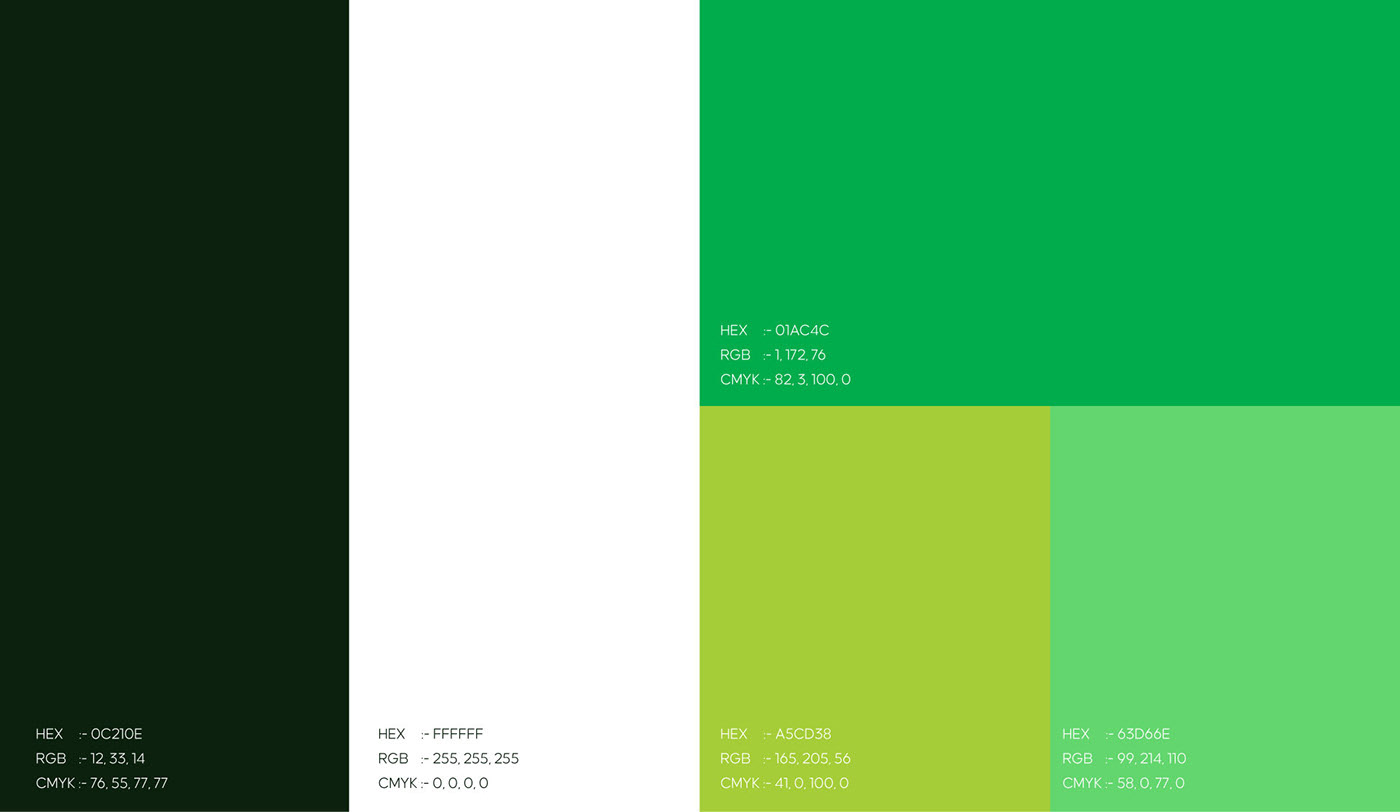 HEX :- 01AC4C
RGB :- 1, 172, 76
CMYK :- 82, 3, 100, 0
HEX :- 0C210E
RGB :- 12, 33, 14
CMYK :- 76, 55, 77, 77
HEX :- FFFFFF
RGB :- 255, 255, 255
CMYK :- 0, 0, 0, 0
HEX :- A5CD38
RGB :- 165, 205, 56
CMYK :- 41, 0, 100, 0
HEX :- 63D66E
RGB :- 99, 214, 110
CMYK :- 58, 0, 77, 0